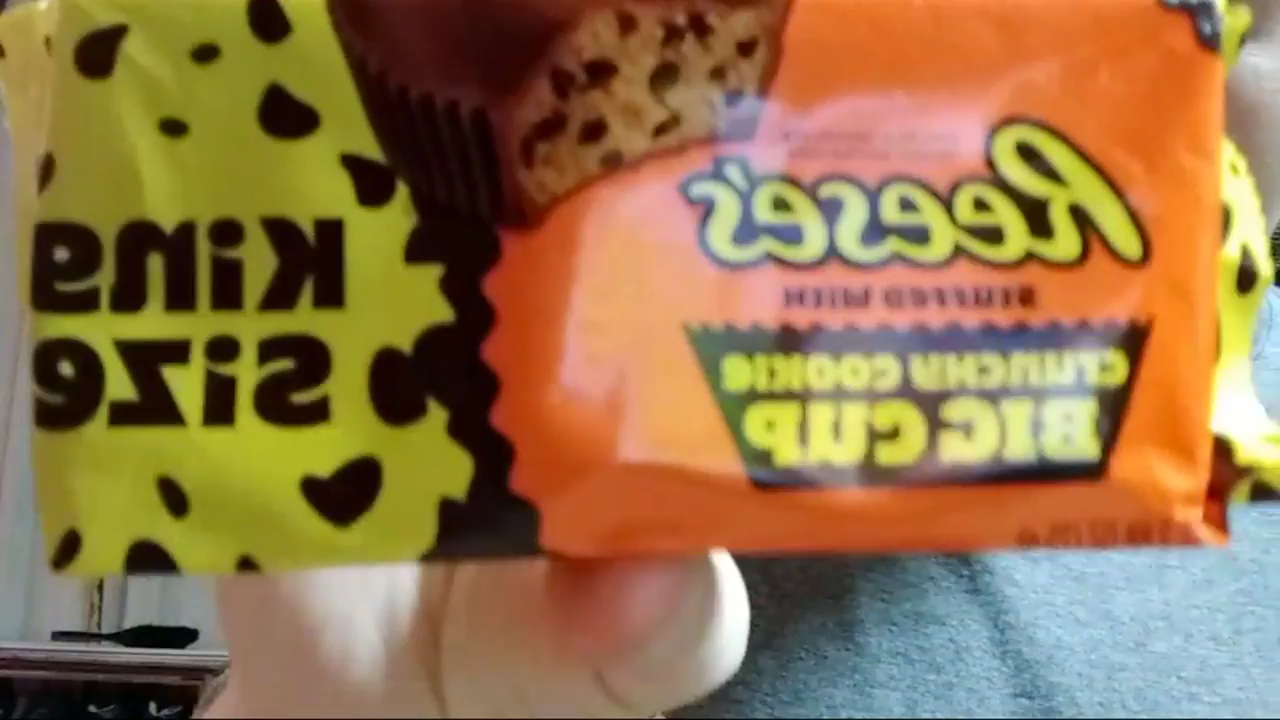 Reese's
STUFFED WITH
crunchy cookie
BIG CUP
King
Size